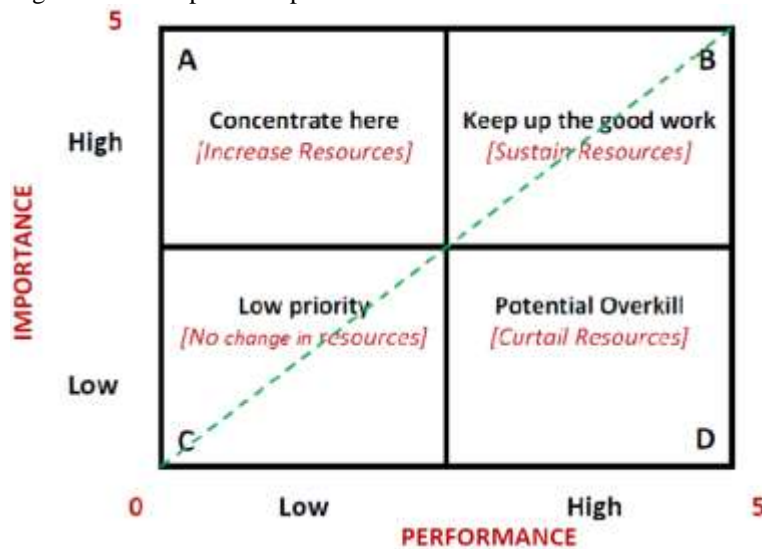 5
A
B
Concentrate here
Keep up the good work
High
[Increase Resources]
[Sustain Resources]
IMPORTANCE
Low priority
Potential Overkill
[No change in resources]
[Curtail Resources]
Low
C
D
0
Low
High
5
PERFORMANCE